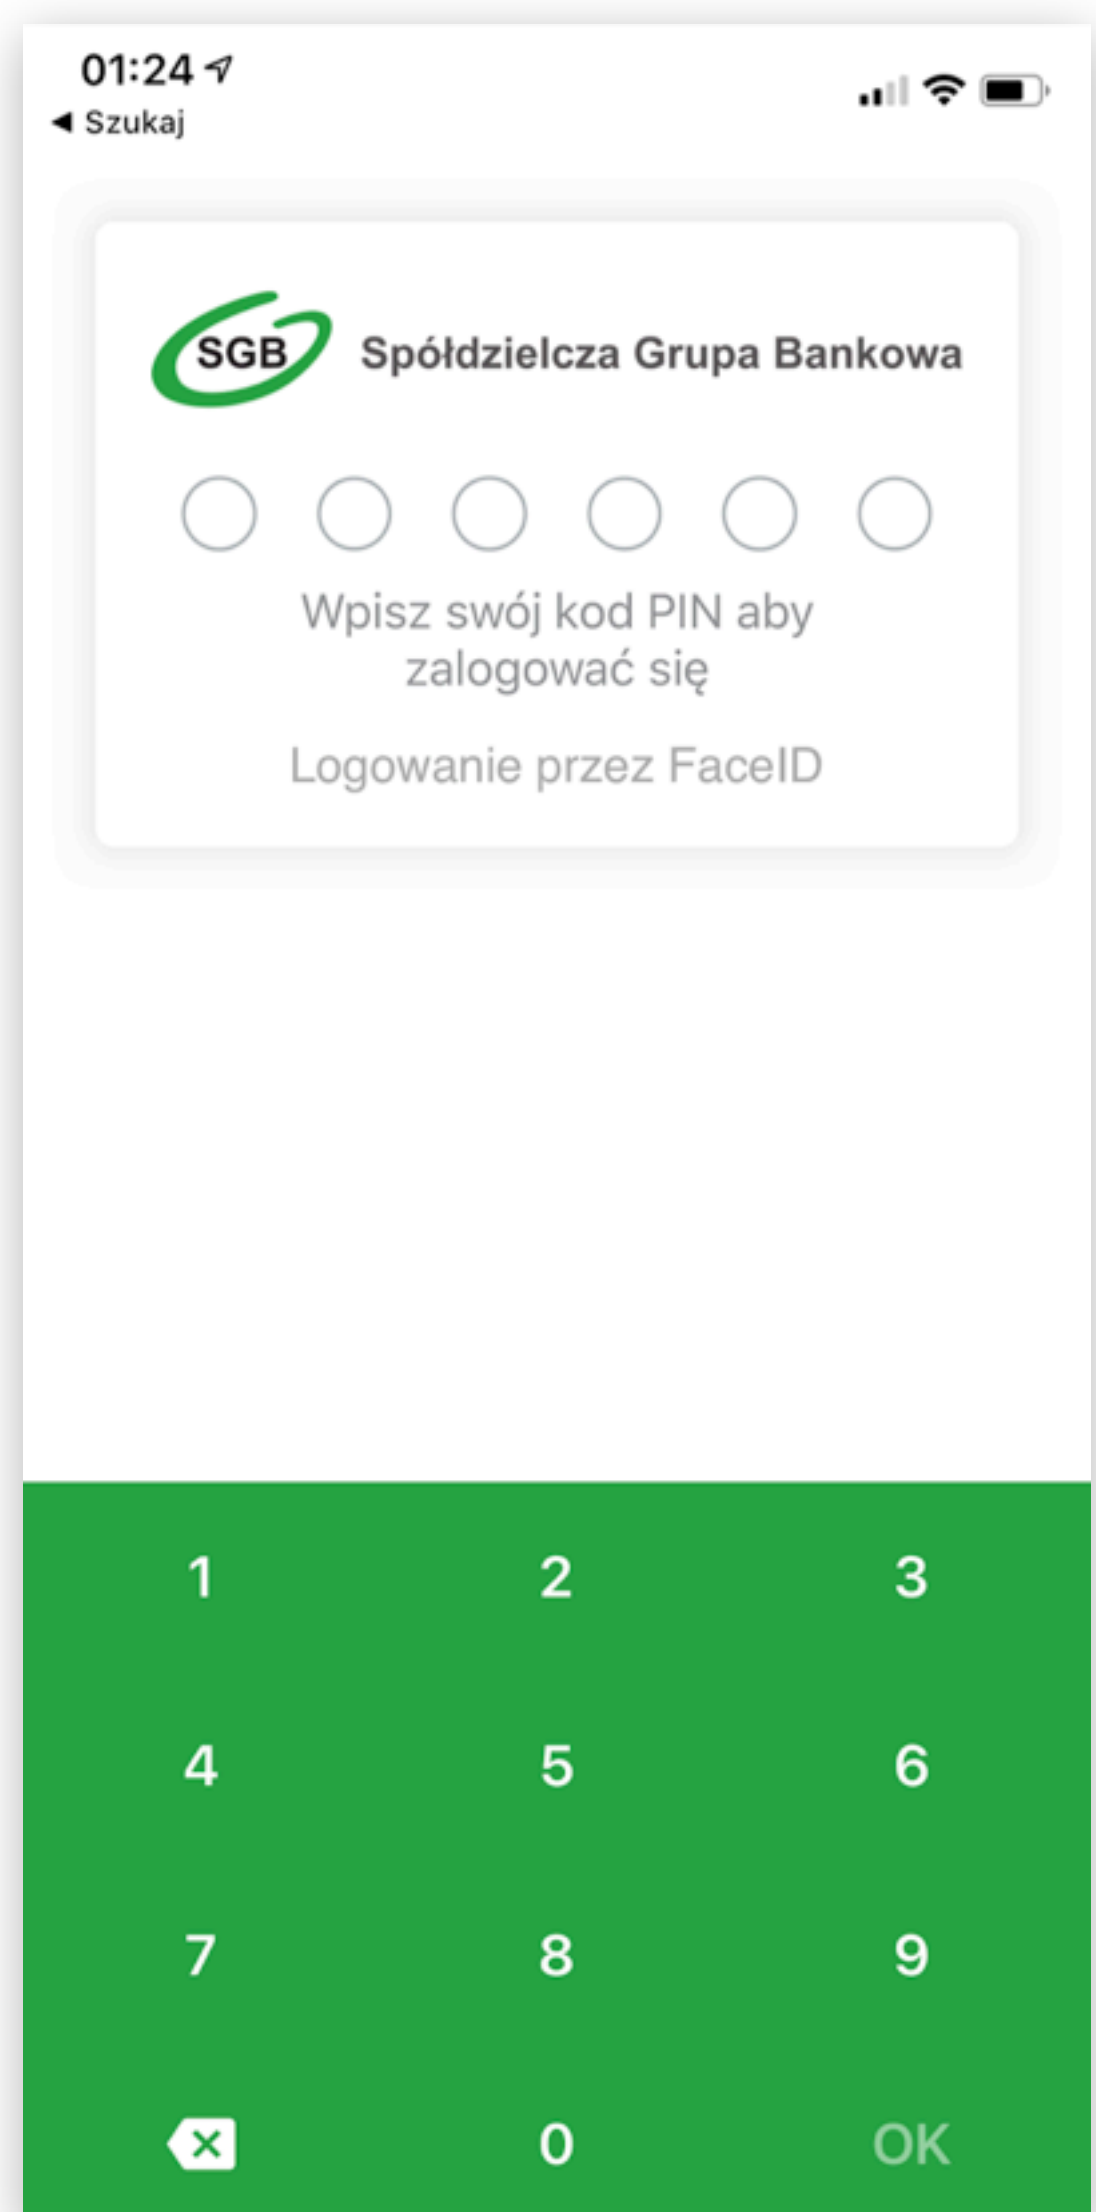 01:24
◀ Szukaj
SGB Spółdzielcza Grupa Bankowa
Wpisz swój kod PIN aby
zalogować się
Logowanie przez FaceID
1 2 3
4 5 6
7 8 9
0 OK